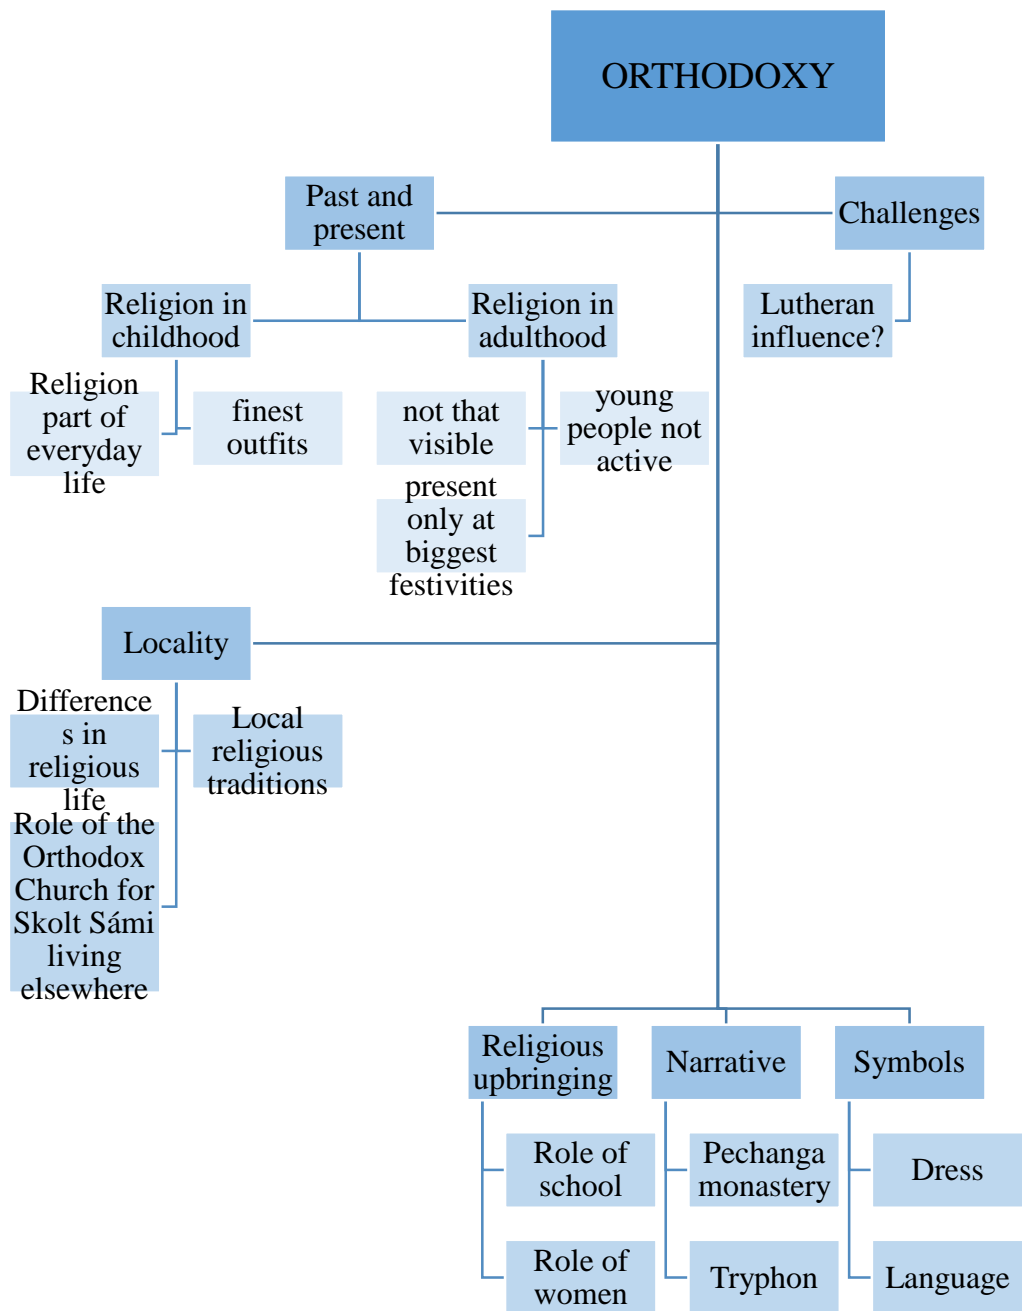 ORTHODOXY
Past and
present
Challenges
Religion in
childhood
Religion in
adulthood
Lutheran
influence?
Religion
part of
everyday
life
finest
outfits
not that
visible
young
people not
active
present
only at
biggest
festivities
Locality
Difference
s in
religious
life
Local
religious
traditions
Role of the
Orthodox
Church for
Skolt Sámi
living
elsewhere
Religious
upbringing
Narrative
Symbols
Role of
school
Pechanga
monastery
Dress
Role of
women
Tryphon
Language